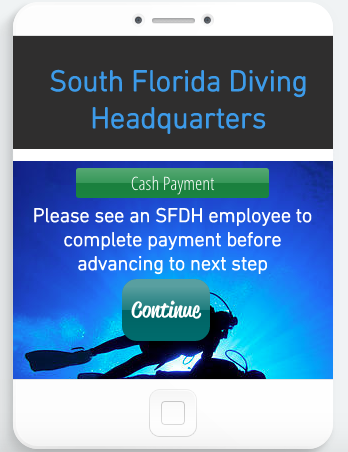 South Florida Diving
Headquarters
Cash Payment
Please see an SFDH employee to
complete payment before
advancing to next step
Continue